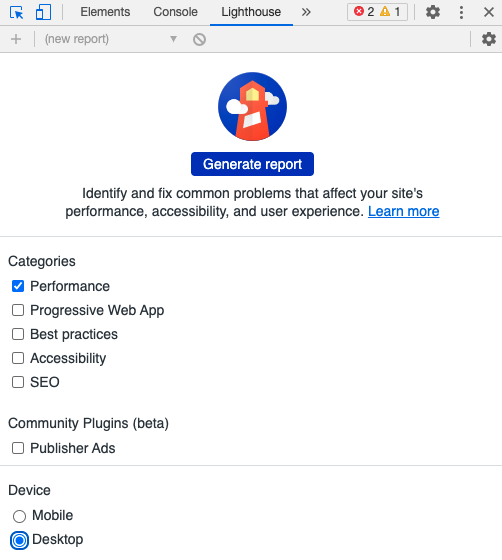 Elements Console Lighthouse » 2 1
(new report)
Generate report
Identify and fix common problems that affect your site's
performance, accessibility, and user experience. Learn more
Categories
Performance
Progressive Web App
Best practices
Accessibility
SEO
Community Plugins (beta)
Publisher Ads
Device
Mobile
Desktop